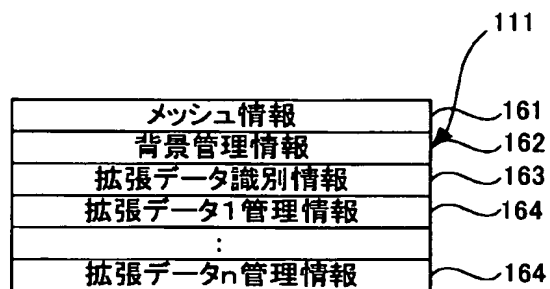 111
メッシュ情報 161
背景管理情報 162
拡張データ識別情報 163
拡張データ1管理情報 164
:
拡張データn管理情報 164